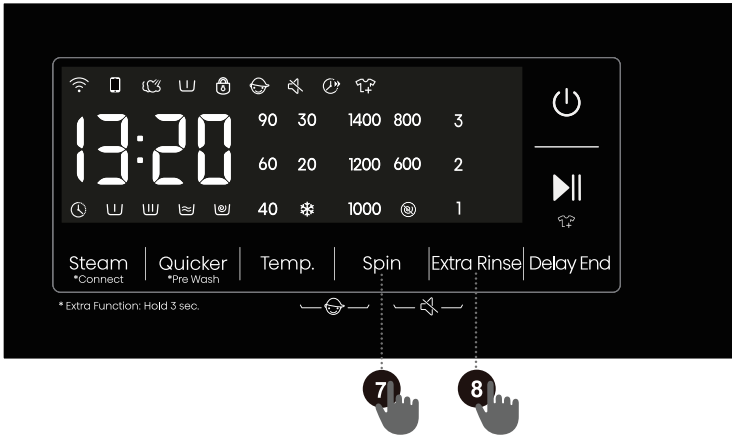 13:20
90 30 1400 800 3
60 20 1200 600 2
40 1000 1
Steam Quicker Temp. Spin Extra Rinse Delay End
*Connect *Pre Wash
* Extra Function: Hold 3 sec.
7 8